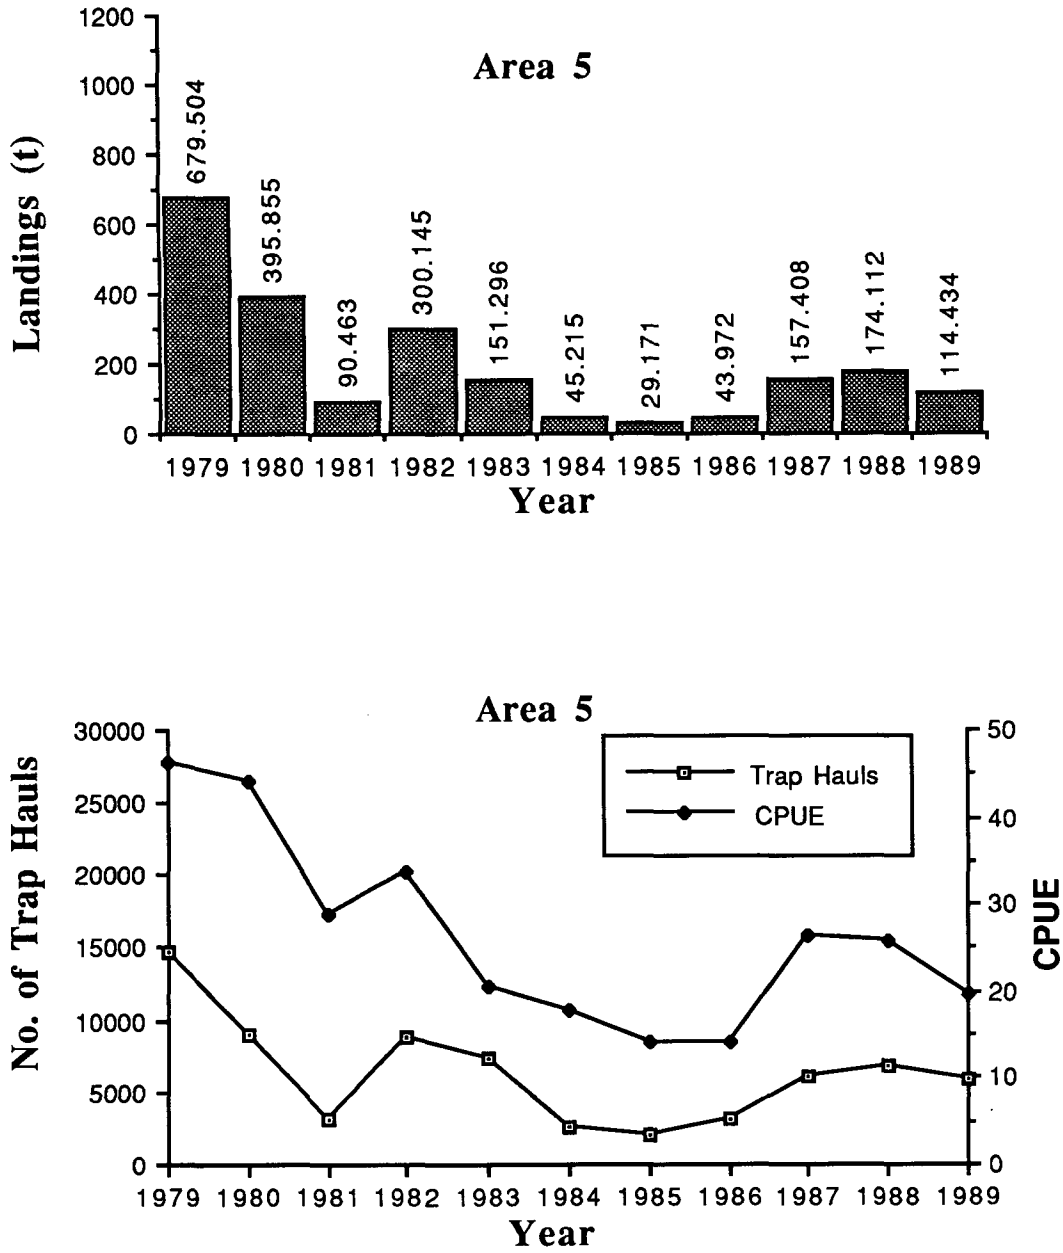 Area 5
Landings (t)
1200
1000
800
600
400
200
0
679.504
395.855
90.463
300.145
151.296
45.215
29.171
43.972
157.408
174.112
114.434
1979 1980 1981 1982 1983 1984 1985 1986 1987 1988 1989
Year
Area 5
No. of Trap Hauls
30000
25000
20000
15000
10000
5000
0
Trap Hauls
CPUE
50
40
30
20
10
0
CPUE
1979 1980 1981 1982 1983 1984 1985 1986 1987 1988 1989
Year